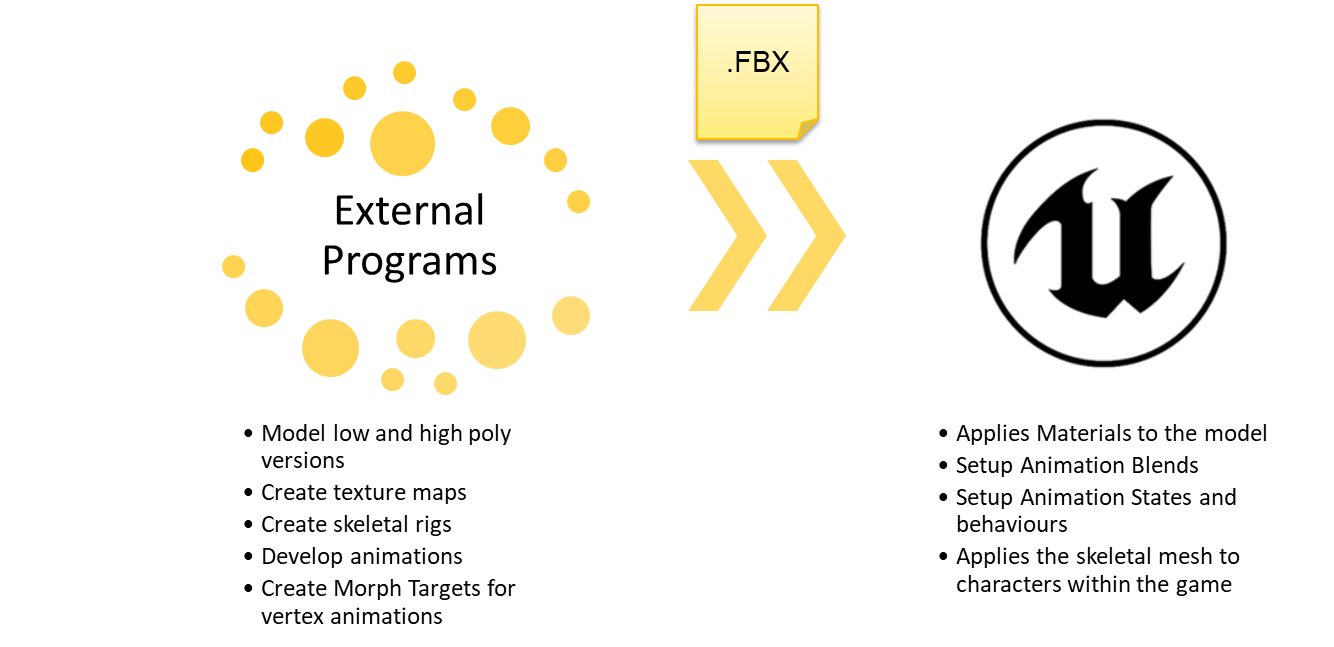 .FBX
External
Programs
• Model low and high poly
versions
• Create texture maps
• Create skeletal rigs
• Develop animations
• Create Morph Targets for
vertex animations
• Applies Materials to the model
• Setup Animation Blends
• Setup Animation States and
behaviours
• Applies the skeletal mesh to
characters within the game